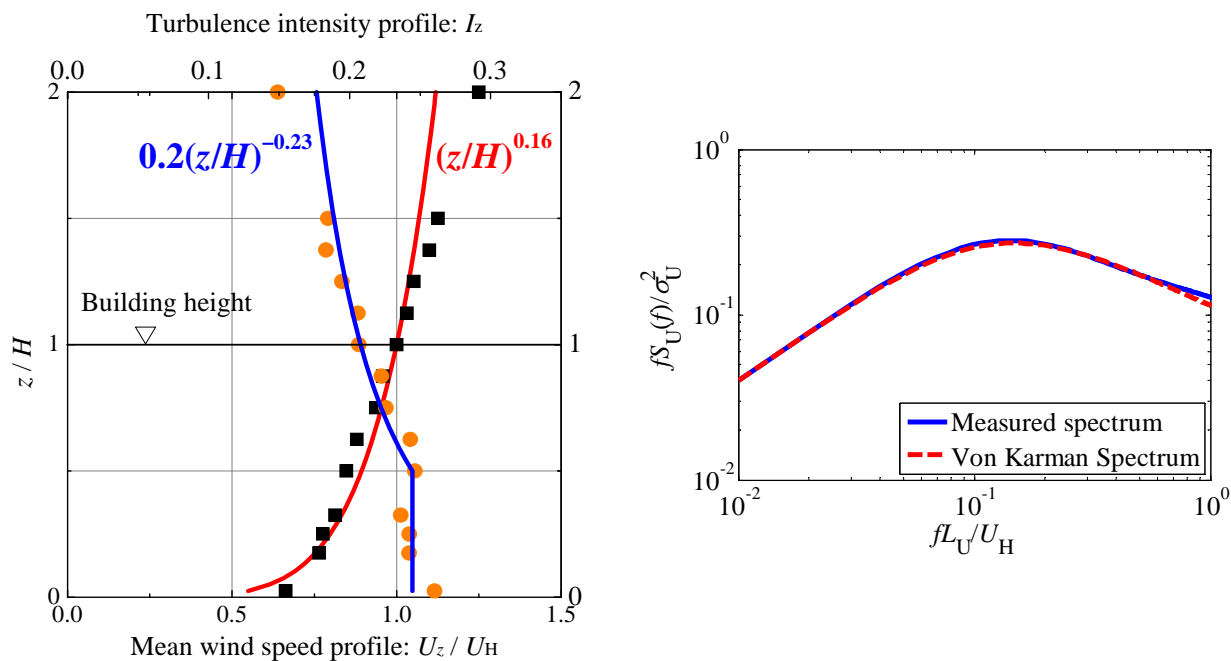 Turbulence intensity profile: Iz
0.0 0.1 0.2 0.3
2 2
0.2(z/H)^−0.23 (z/H)^0.16
Building height
z / H
1 1
0 0
0.0 0.5 1.0 1.5
Mean wind speed profile: Uz / UH
10^0
10^-1
10^-2
fSU(f)/σU^2
Measured spectrum
Von Karman Spectrum
10^-2 10^-1 10^0
fLU/UH